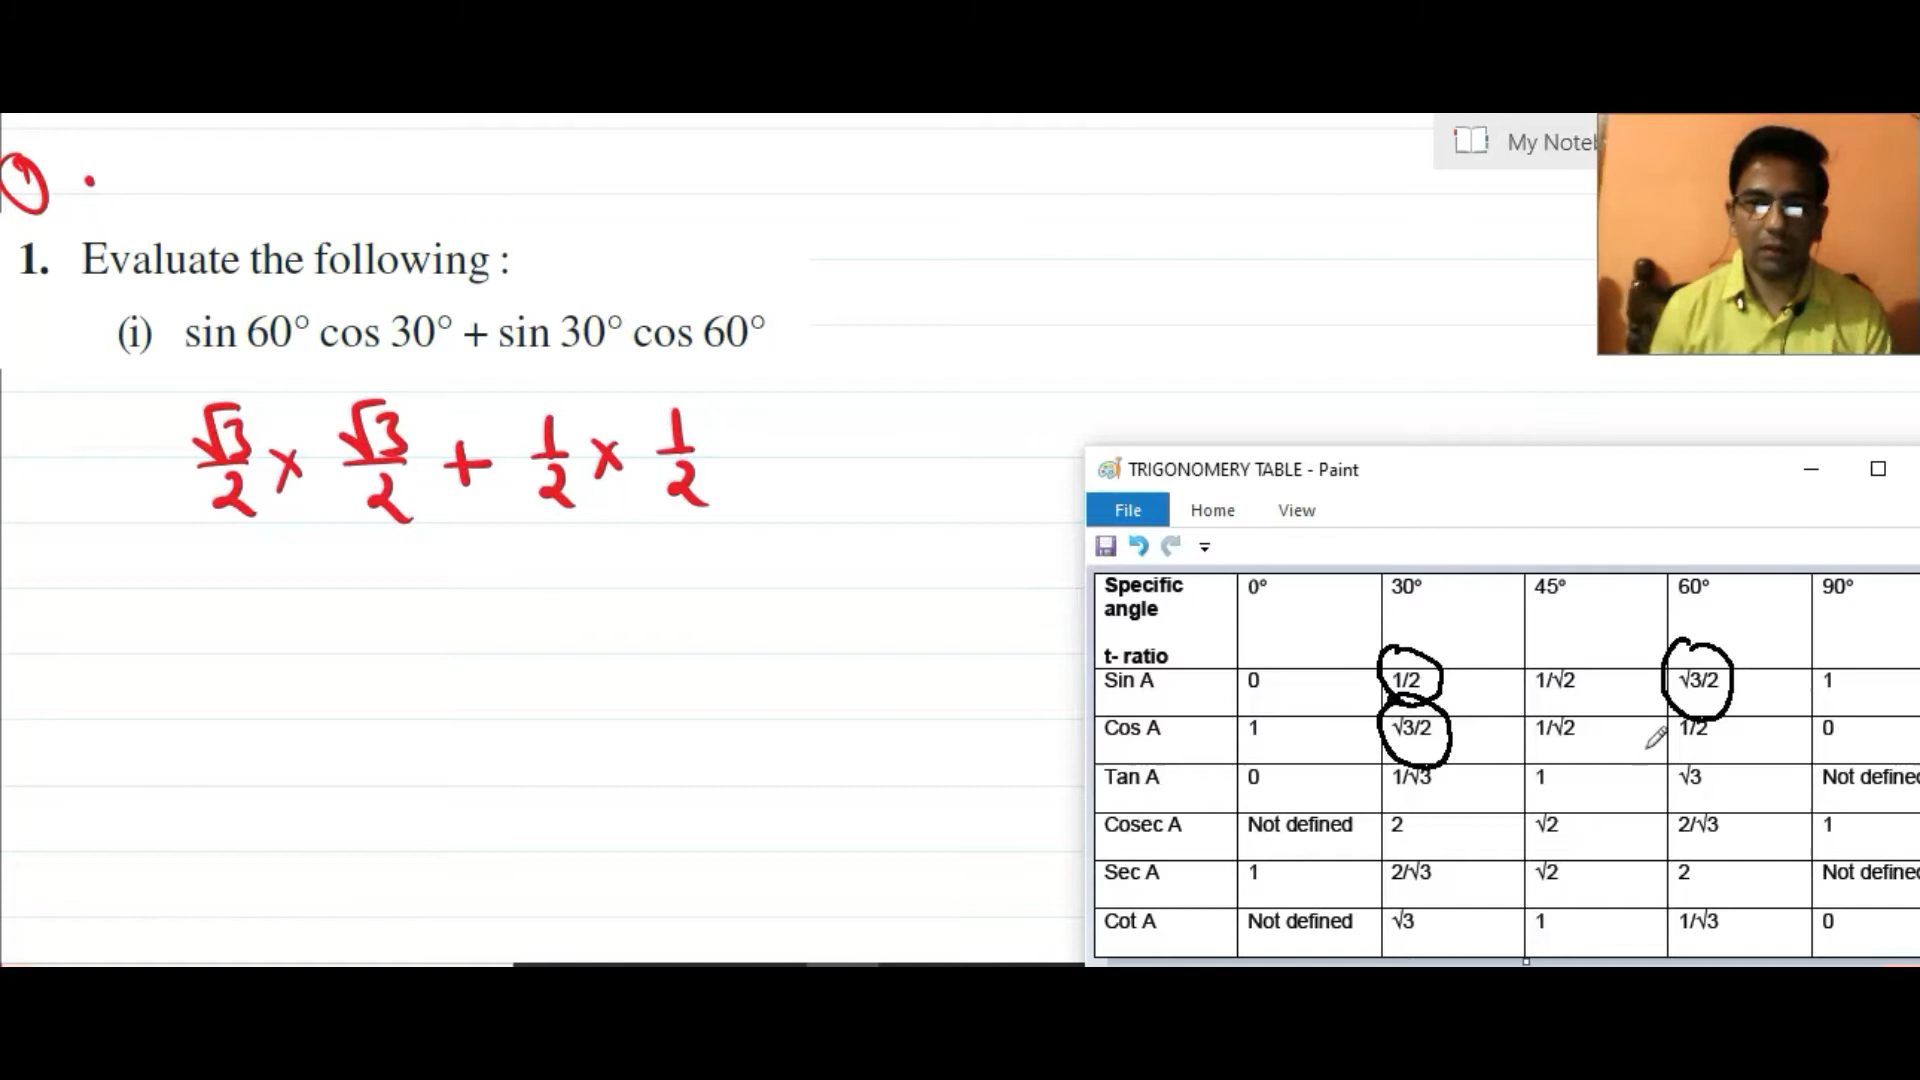 My Noteb
① .
1. Evaluate the following :
(i) sin 60° cos 30° + sin 30° cos 60°
√3/2 × √3/2 + 1/2 × 1/2
TRIGONOMERY TABLE - Paint
File Home View
Specific angle t- ratio 0° 30° 45° 60° 90°
Sin A 0 1/2 1/√2 √3/2 1
Cos A 1 √3/2 1/√2 1/2 0
Tan A 0 1/√3 1 √3 Not define
Cosec A Not defined 2 √2 2/√3 1
Sec A 1 2/√3 √2 2 Not define
Cot A Not defined √3 1 1/√3 0